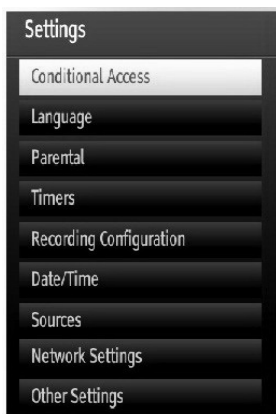 Settings
Conditional Access
Language
Parental
Timers
Recording Configuration
Date/Time
Sources
Network Settings
Other Settings